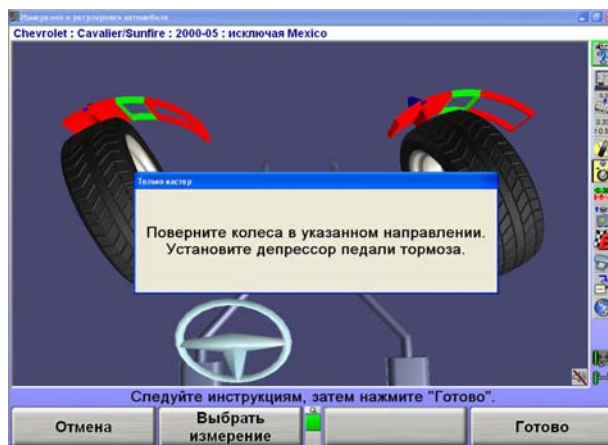 Измерения и регулировки автомобиля
Chevrolet : Cavalier/Sunfire : 2000-05 : исключая Mexico
Только кастер
Поверните колеса в указанном направлении.
Установите депрессор педали тормоза.
Следуйте инструкциям, затем нажмите "Готово".
Отмена
Выбрать
измерение
Готово